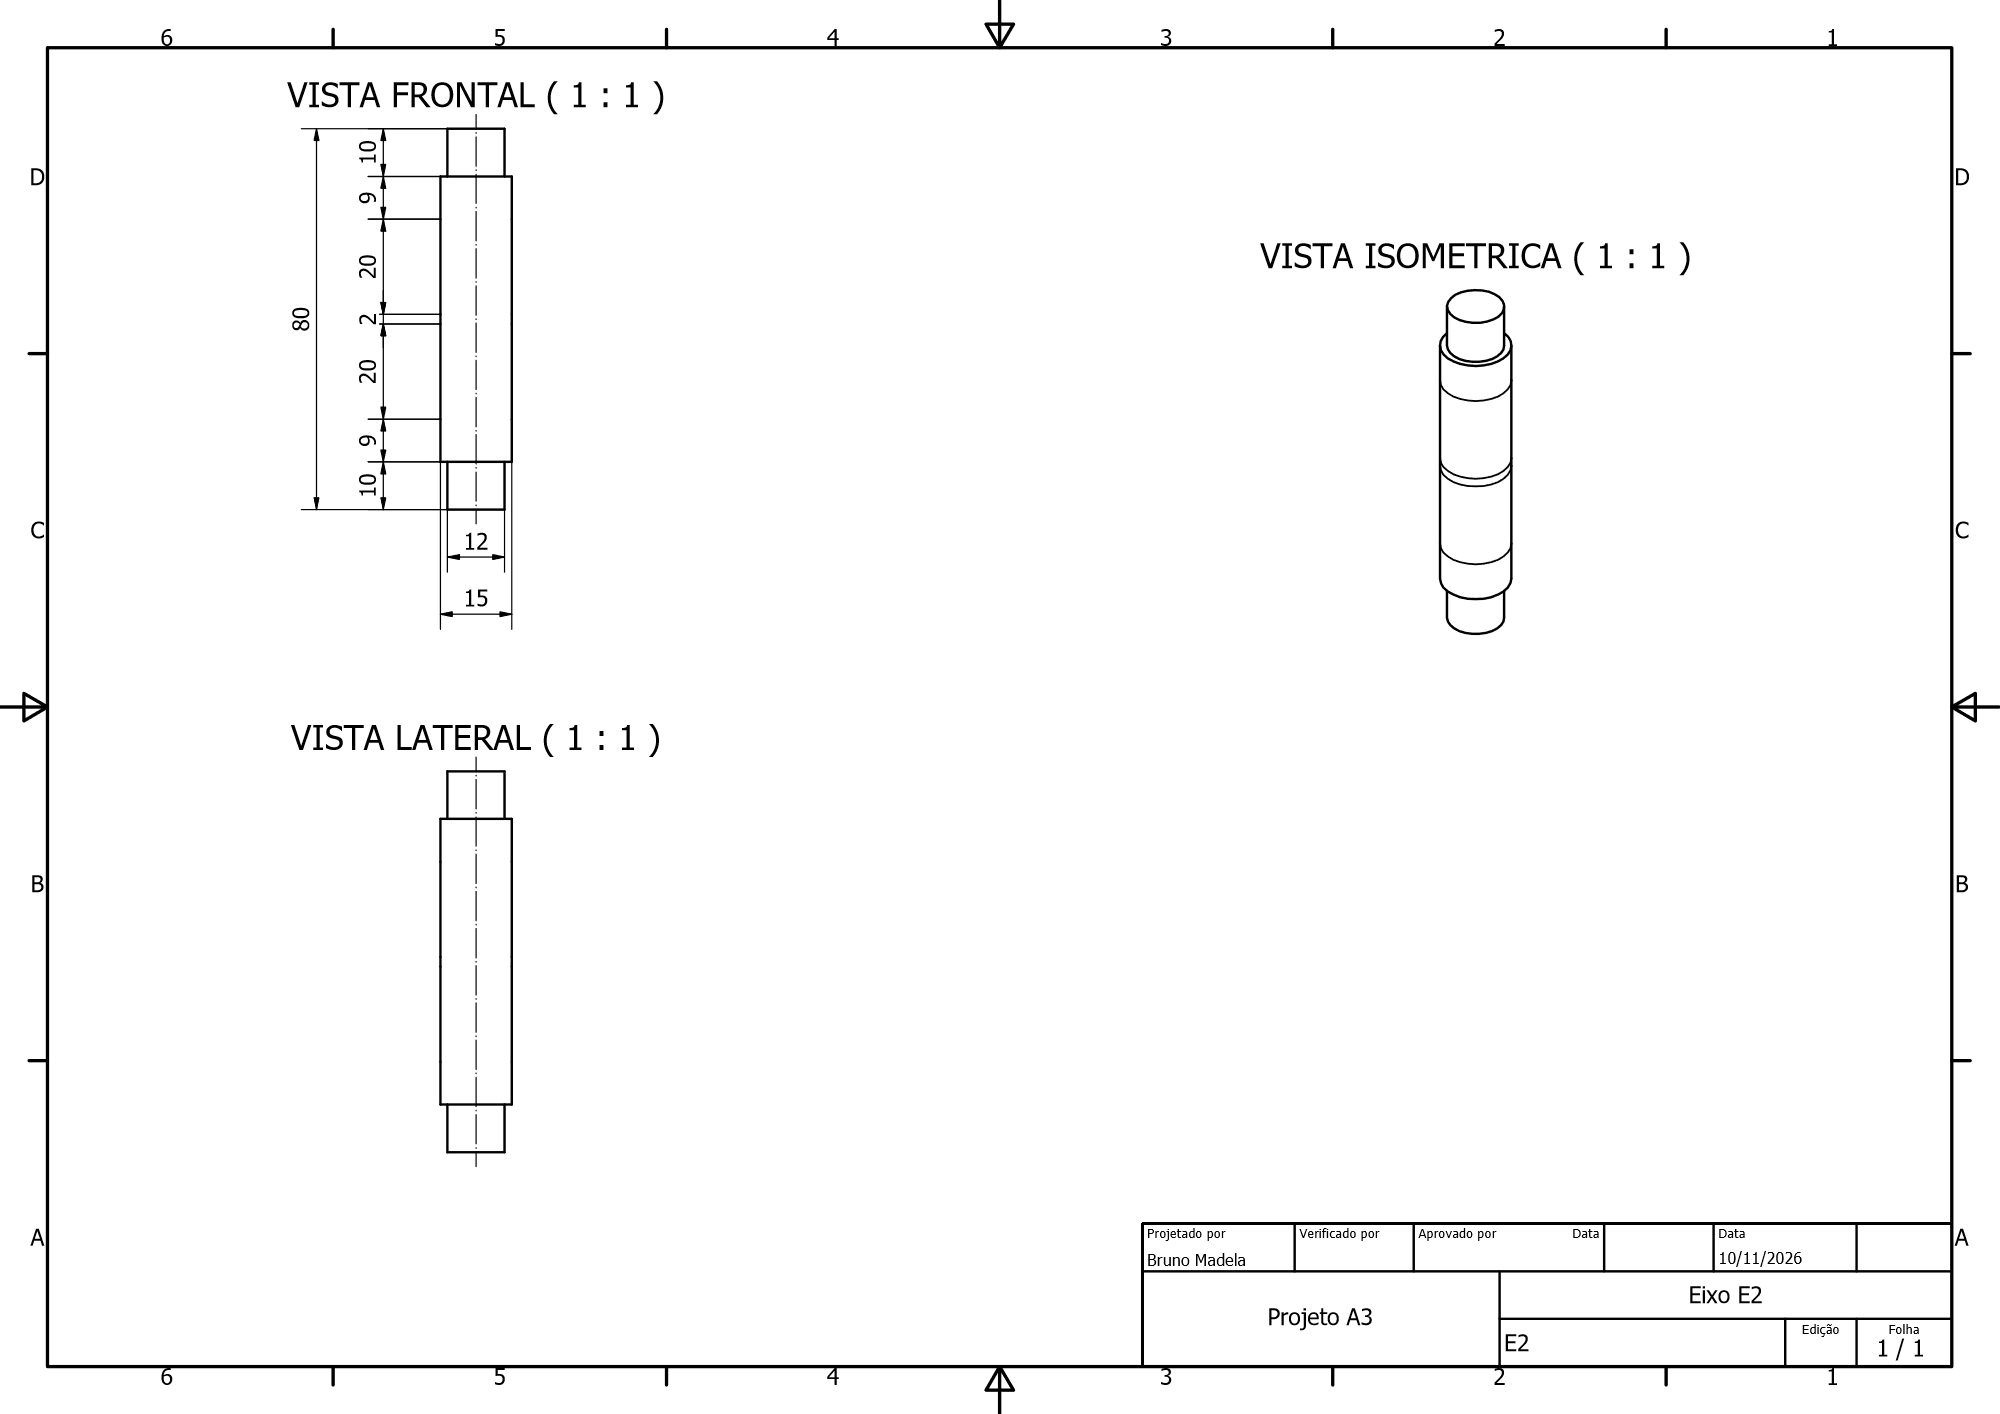 6 5 4 3 2 1
VISTA FRONTAL ( 1 : 1 )
10
D D
9
VISTA ISOMETRICA ( 1 : 1 )
20
80
2
20
9
10
C C
12
15
VISTA LATERAL ( 1 : 1 )
B B
A A
Projetado por Verificado por Aprovado por Data Data
Bruno Madela 10/11/2026
Eixo E2
Projeto A3
Edição Folha
E2 1 / 1
6 5 4 3 2 1